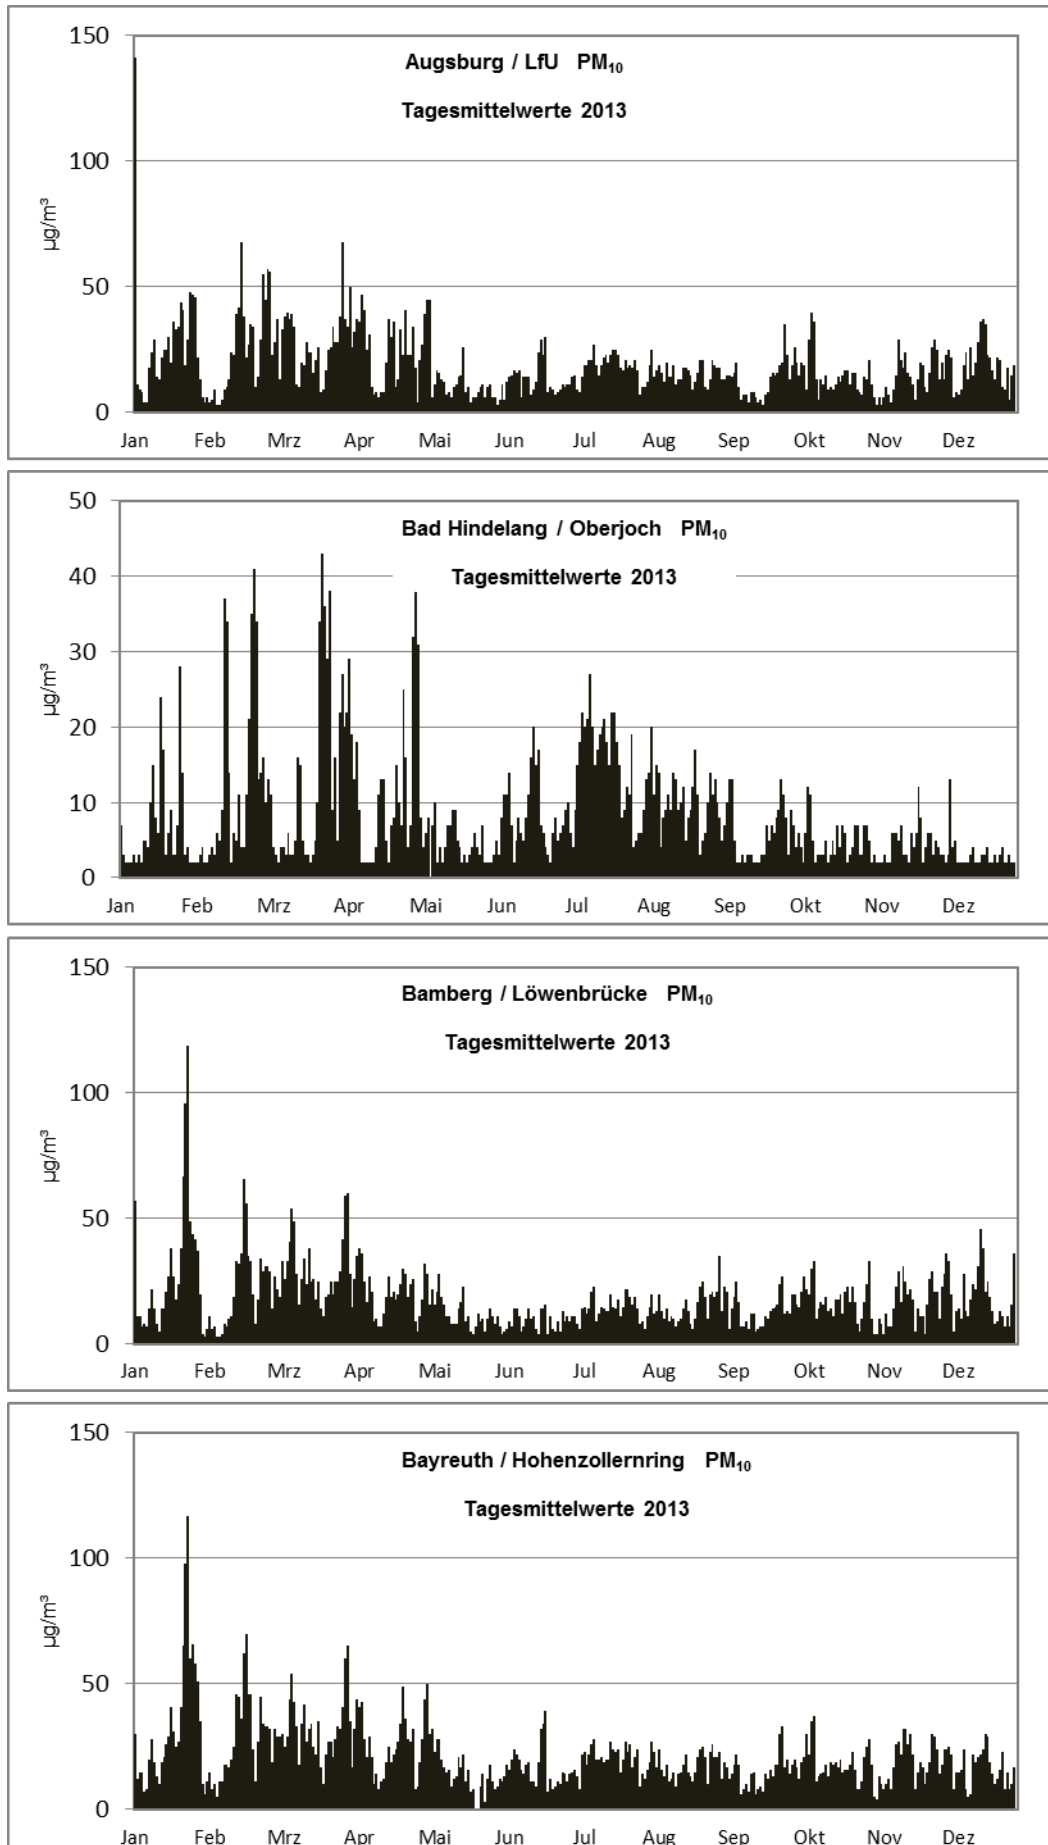 150
Augsburg / LfU PM₁₀
Tagesmittelwerte 2013
100
µg/m³
50
0
Jan Feb Mrz Apr Mai Jun Jul Aug Sep Okt Nov Dez
50
Bad Hindelang / Oberjoch PM₁₀
40
Tagesmittelwerte 2013
30
µg/m³
20
10
0
Jan Feb Mrz Apr Mai Jun Jul Aug Sep Okt Nov Dez
150
Bamberg / Löwenbrücke PM₁₀
Tagesmittelwerte 2013
100
µg/m³
50
0
Jan Feb Mrz Apr Mai Jun Jul Aug Sep Okt Nov Dez
150
Bayreuth / Hohenzollernring PM₁₀
Tagesmittelwerte 2013
100
µg/m³
50
0
Jan Feb Mrz Apr Mai Jun Jul Aug Sep Okt Nov Dez